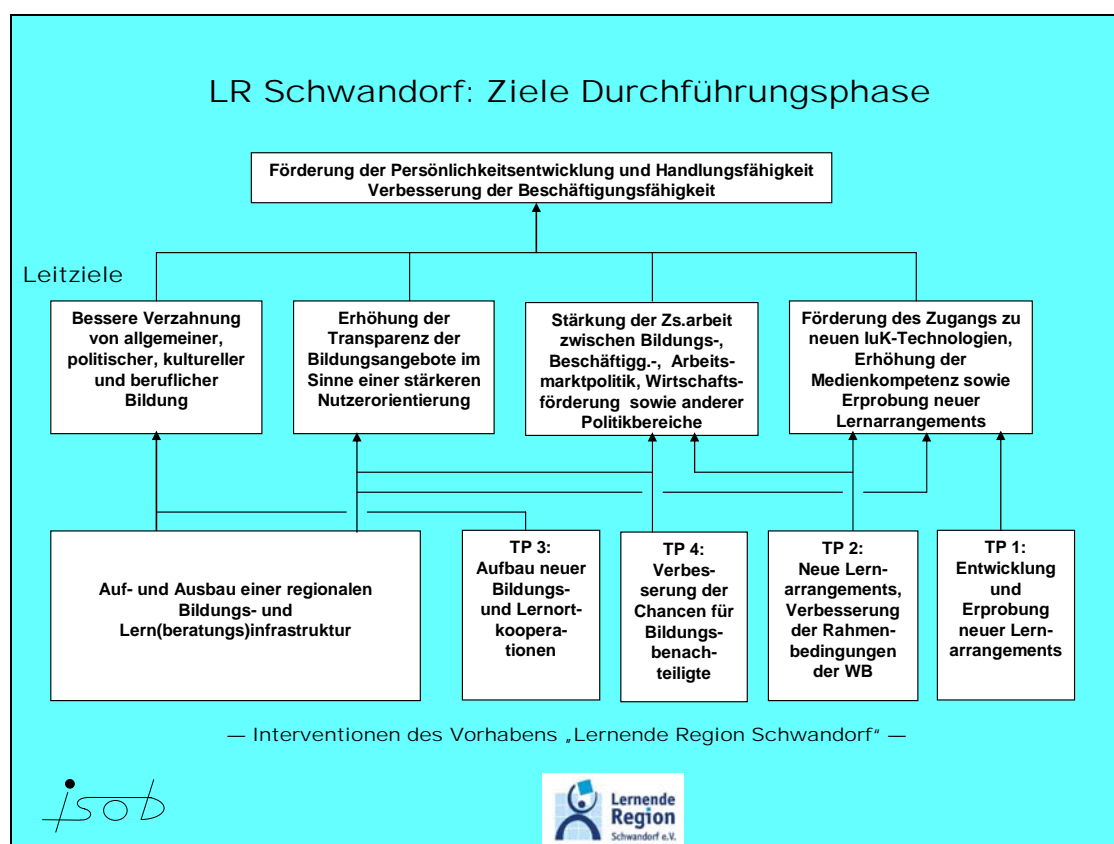 LR Schwandorf: Ziele Durchführungsphase
Förderung der Persönlichkeitsentwicklung und Handlungsfähigkeit
Verbesserung der Beschäftigungsfähigkeit
Leitziele
Bessere Verzahnung
von allgemeiner,
politischer, kultureller
und beruflicher
Bildung
Erhöhung der
Transparenz der
Bildungsangebote im
Sinne einer stärkeren
Nutzerorientierung
Stärkung der Zs.arbeit
zwischen Bildungs-,
Beschäftigg.-, Arbeits-
marktpolitik, Wirtschafts-
förderung sowie anderer
Politikbereiche
Förderung des Zugangs zu
neuen IuK-Technologien,
Erhöhung der
Medienkompetenz sowie
Erprobung neuer
Lernarrangements
Auf- und Ausbau einer regionalen
Bildungs- und
Lern(beratungs)infrastruktur
TP 3:
Aufbau neuer
Bildungs-
und Lernort-
koopera-
tionen
TP 4:
Verbes-
serung der
Chancen für
Bildungs-
benach-
teiligte
TP 2:
Neue Lern-
arrangements,
Verbesserung
der Rahmen-
bedingungen
der WB
TP 1:
Entwicklung
und
Erprobung
neuer Lern-
arrangements
— Interventionen des Vorhabens „Lernende Region Schwandorf“ —
isob
Lernende
Region
Schwandorf e.V.